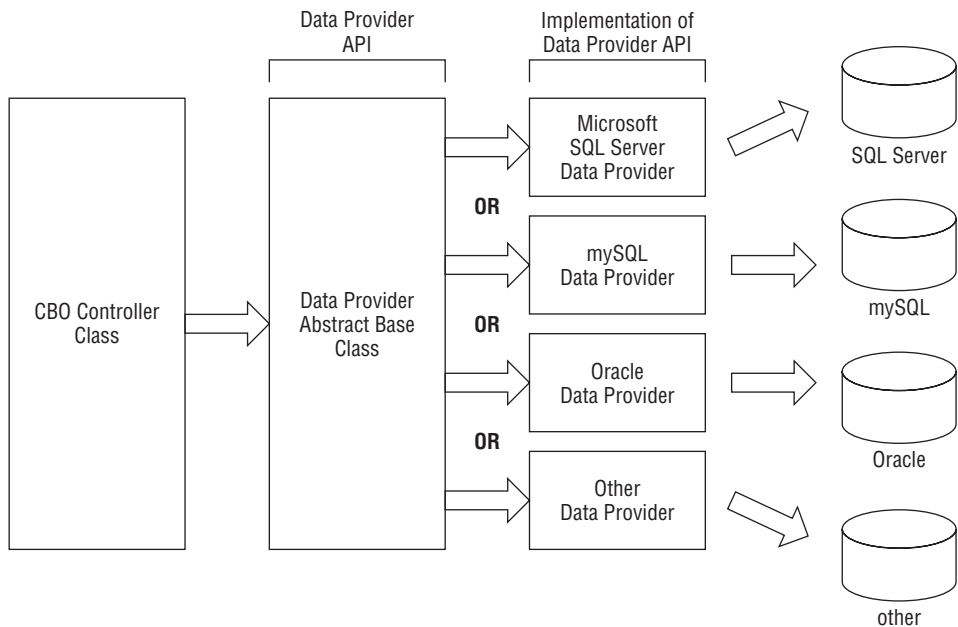 Data Provider
API
Implementation of
Data Provider API
CBO Controller
Class
Data Provider
Abstract Base
Class
OR
OR
OR
Microsoft
SQL Server
Data Provider
mySQL
Data Provider
Oracle
Data Provider
Other
Data Provider
SQL Server
mySQL
Oracle
other